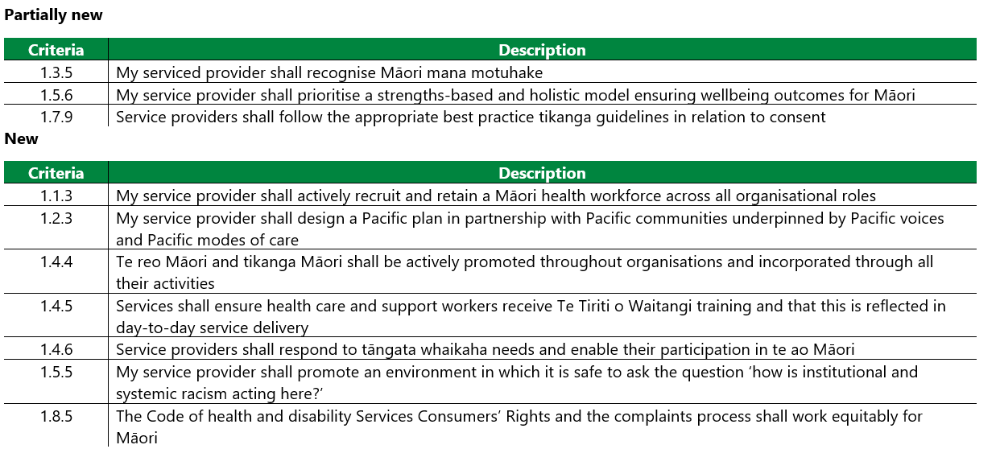 Partially new
Criteria Description
1.3.5 My serviced provider shall recognise Māori mana motuhake
1.5.6 My service provider shall prioritise a strengths-based and holistic model ensuring wellbeing outcomes for Māori
1.7.9 Service providers shall follow the appropriate best practice tikanga guidelines in relation to consent
New
Criteria Description
1.1.3 My service provider shall actively recruit and retain a Māori health workforce across all organisational roles
1.2.3 My service provider shall design a Pacific plan in partnership with Pacific communities underpinned by Pacific voices
and Pacific modes of care
1.4.4 Te reo Māori and tikanga Māori shall be actively promoted throughout organisations and incorporated through all
their activities
1.4.5 Services shall ensure health care and support workers receive Te Tiriti o Waitangi training and that this is reflected in
day-to-day service delivery
1.4.6 Service providers shall respond to tāngata whaikaha needs and enable their participation in te ao Māori
1.5.5 My service provider shall promote an environment in which it is safe to ask the question ‘how is institutional and
systemic racism acting here?’
1.8.5 The Code of health and disability Services Consumers’ Rights and the complaints process shall work equitably for
Māori